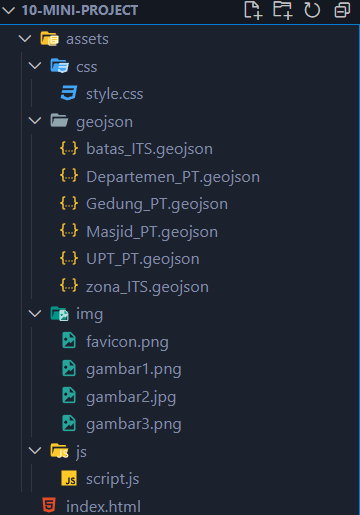 10-MINI-PROJECT
assets
css
style.css
geojson
batas_ITS.geojson
Departemen_PT.geojson
Gedung_PT.geojson
Masjid_PT.geojson
UPT_PT.geojson
zona_ITS.geojson
img
favicon.png
gambar1.png
gambar2.jpg
gambar3.png
js
script.js
index.html